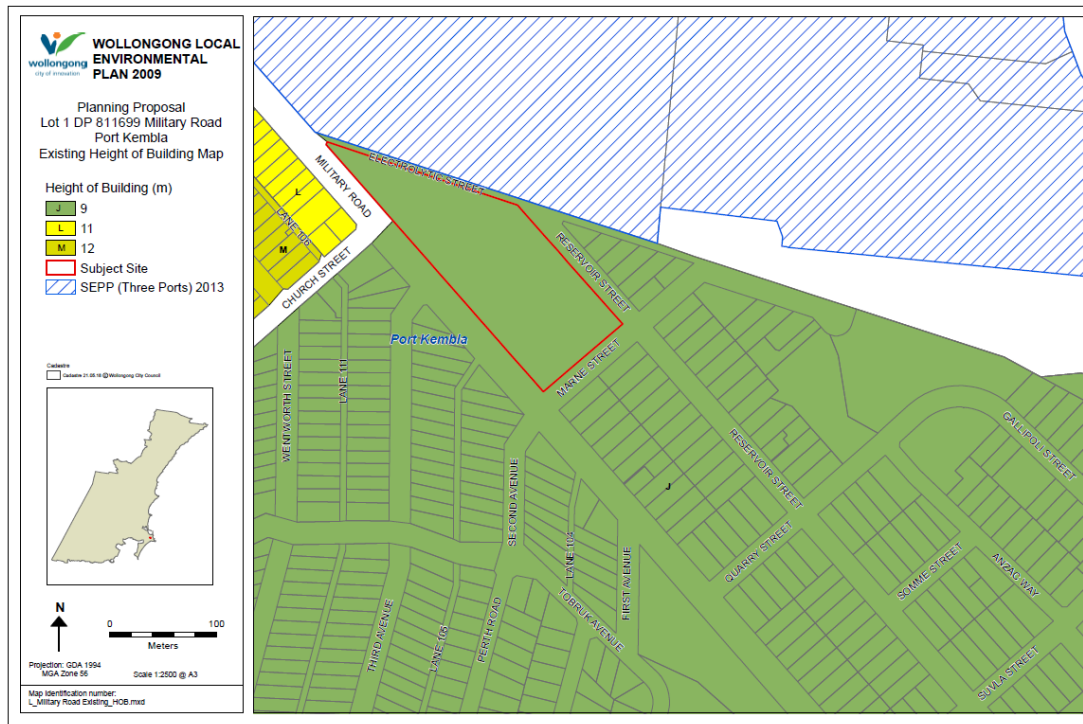 wollongong
city of innovation
WOLLONGONG LOCAL
ENVIRONMENTAL
PLAN 2009
Planning Proposal
Lot 1 DP 811699 Military Road
Port Kembla
Existing Height of Building Map
Height of Building (m)
J 9
L 11
M 12
Subject Site
SEPP (Three Ports) 2013
Cadastre
Cadastre 21.05.18 @Wollongong City Council
N
0 100
Meters
Projection: GDA 1994
MGA Zone 56
Scale 1:2500 @ A3
Map Identification number:
L_Military Road Existing_HOB.mxd
MILITARY ROAD
ELECTROLYTIC STREET
L
LANE 106
M
CHURCH STREET
RESERVOIR STREET
Port Kembla
MARNE STREET
WENTWORTH STREET
LANE 111
GALLIPOLI STREET
RESERVOIR STREET
J
SECOND AVENUE
LANE 104
QUARRY STREET
SOMME STREET
ANZAC WAY
FIRST AVENUE
TOBRUK AVENUE
THIRD AVENUE
LANE 105
PERTH ROAD
SUVLA STREET